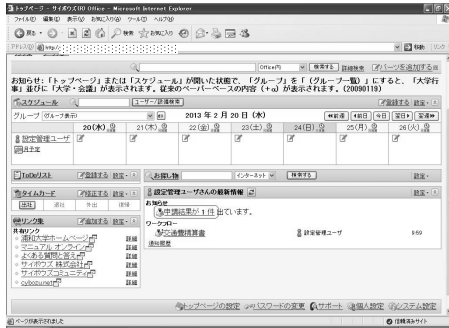 トップページ - サイボウズ(R) Office - Microsoft Internet Explorer
ファイル(F) 編集(E) 表示(V) お気に入り(A) ツール(T) ヘルプ(H)
戻る 検索 お気に入り
アドレス(D) http:/ 移動 リンク
Office(7) 検索する 詳細検索 パーツを追加する
お知らせ:「トップページ」または「スケジュール」が開いた状態で、「グループ」を「(グループ一覧)」にすると、「大学行
事」並びに「大学・会議」が表示されます。従来のペーパーベースの内容(+α)が表示されます。(20090119)
スケジュール ユーザー/設備検索 登録する 設定
グループ (グループ表示) 2013 年 2 月 20 日(水) 前週 前日 今日 翌日 翌週
20(水) 21(木) 22(金) 23(土) 24(日) 25(月) 26(火)
設定管理ユーザ
月予定
ToDoリスト 登録する 設定
お探し物 インターネット 検索する 設定
タイムカード 修正する 設定
設定管理ユーザさんの最新情報 設定
出社 退社 外出 復帰
お知らせ
申請結果が 1 件 出ています。
リンク集 追加する 設定
ワークフロー
共有リンク
交通費精算書 設定管理ユーザ 9:59
浦和大学ホームページ 詳細
通知履歴
マニュアル オンライン 詳細
よくある質問と答え 詳細
サイボウズ 株式会社 詳細
サイボウズコミュニティ 詳細
cybozu.net 詳細
トップページの設定 パスワードの変更 サポート 個人設定 システム設定
ページが表示されました 信頼済みサイト